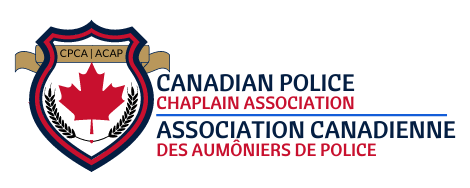 CPCA | ACAP
CANADIAN POLICE
CHAPLAIN ASSOCIATION
ASSOCIATION CANADIENNE
DES AUMÔNIERS DE POLICE